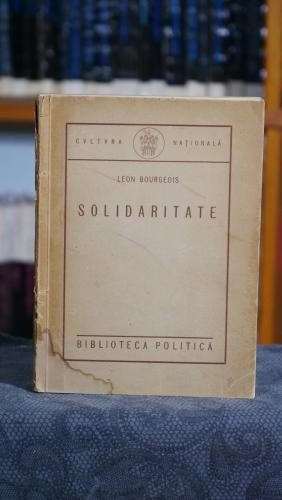 CVLTVRA NAȚIONALĂ
LEON BOURGEOIS
SOLIDARITATE
BIBLIOTECA POLITICĂ